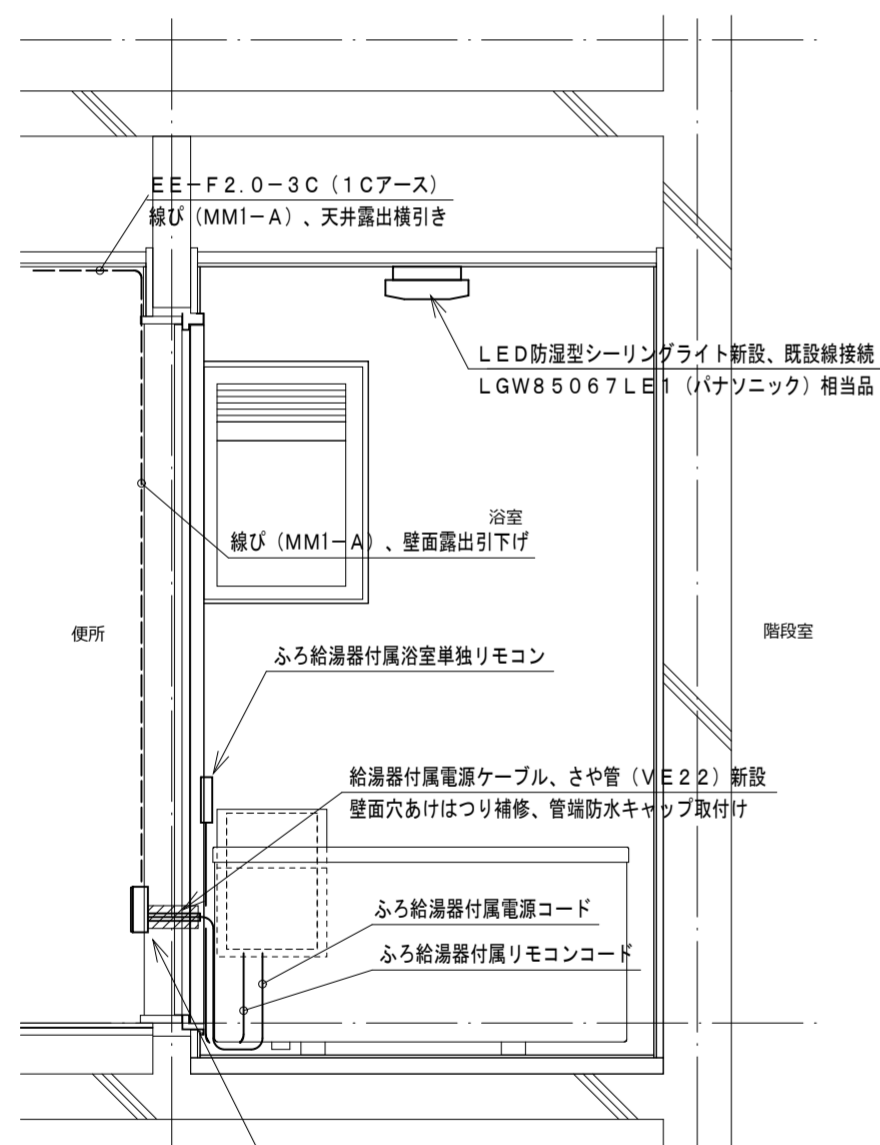 ＥＥ－Ｆ２.０－３Ｃ（１Ｃアース）
線ぴ（MM1－A）、天井露出横引き
ＬＥＤ防湿型シーリングライト新設、既設線接続
ＬＧＷ８５０６７ＬＥ１（パナソニック）相当品
浴室
線ぴ（MM1－A）、壁面露出引下げ
便所
階段室
ふろ給湯器付属浴室単独リモコン
給湯器付属電源ケーブル、さや管（ＶＥ２２）新設
壁面穴あけはつり補修、管端防水キャップ取付け
ふろ給湯器付属電源コード
ふろ給湯器付属リモコンコード